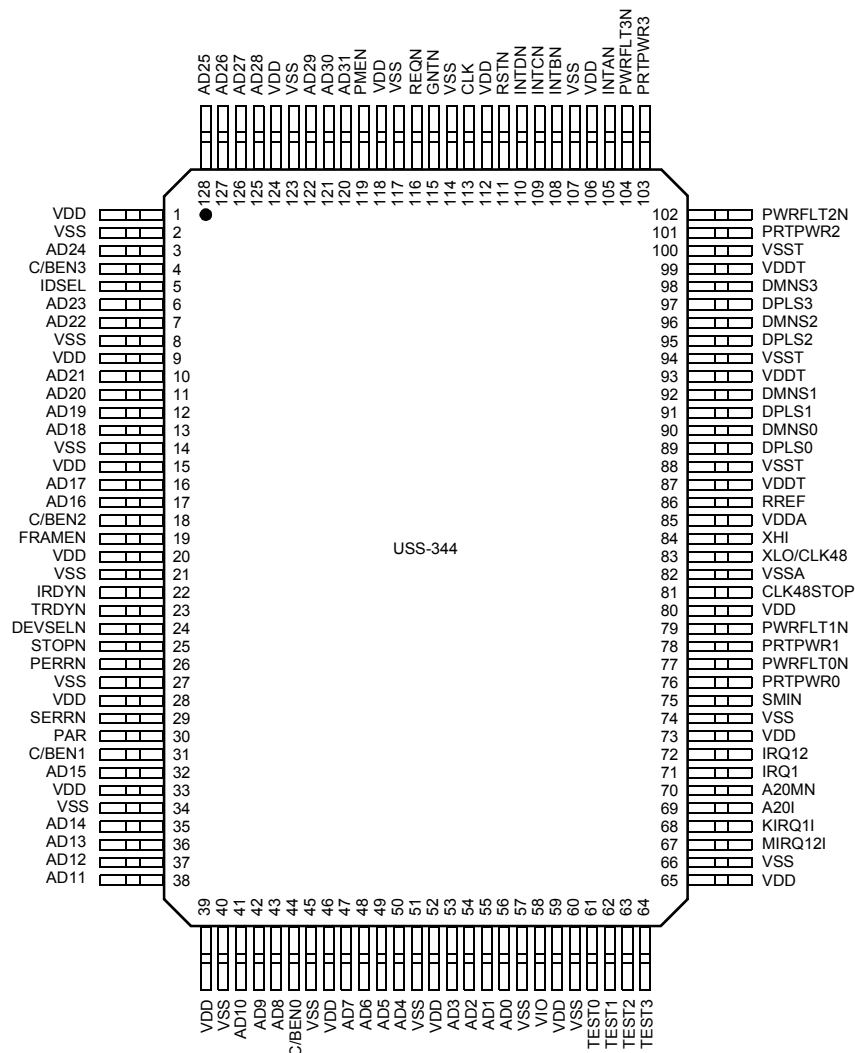 AD25 AD26 AD27 AD28 VDD VSS AD29 AD30 AD31 PMEN VDD VSS REQN GNTN VSS CLK VDD RSTN INTDN INTCN INTBN VSS VDD INTAN PWRFLT3N PRTPWR3
128 127 126 125 124 123 122 121 120 119 118 117 116 115 114 113 112 111 110 109 108 107 106 105 104 103
VDD 1 102 PWRFLT2N
VSS 2 101 PRTPWR2
AD24 3 100 VSST
C/BEN3 4 99 VDDT
IDSEL 5 98 DMNS3
AD23 6 97 DPLS3
AD22 7 96 DMNS2
VSS 8 95 DPLS2
VDD 9 94 VSST
AD21 10 93 VDDT
AD20 11 92 DMNS1
AD19 12 91 DPLS1
AD18 13 90 DMNS0
VSS 14 89 DPLS0
VDD 15 88 VSST
AD17 16 87 VDDT
AD16 17 86 RREF
C/BEN2 18 85 VDDA
FRAMEN 19 84 XHI
USS-344
VDD 20 83 XLO/CLK48
VSS 21 82 VSSA
IRDYN 22 81 CLK48STOP
TRDYN 23 80 VDD
DEVSELN 24 79 PWRFLT1N
STOPN 25 78 PRTPWR1
PERRN 26 77 PWRFLT0N
VSS 27 76 PRTPWR0
VDD 28 75 SMIN
SERRN 29 74 VSS
PAR 30 73 VDD
C/BEN1 31 72 IRQ12
AD15 32 71 IRQ1
VDD 33 70 A20MN
VSS 34 69 A20I
AD14 35 68 KIRQ1I
AD13 36 67 MIRQ12I
AD12 37 66 VSS
AD11 38 65 VDD
39 40 41 42 43 44 45 46 47 48 49 50 51 52 53 54 55 56 57 58 59 60 61 62 63 64
VDD VSS AD10 AD9 AD8 C/BEN0 VSS VDD AD7 AD6 AD5 AD4 VSS VDD AD3 AD2 AD1 AD0 VSS VIO VDD VSS TEST0 TEST1 TEST2 TEST3